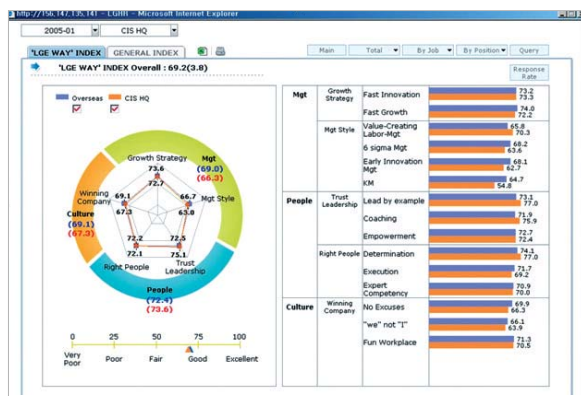 http://156.147.135.141 - LGHR - Microsoft Internet Explorer
2005-01 CIS HQ
'LGE WAY' INDEX GENERAL INDEX Main Total By Job By Position Query
'LGE WAY' INDEX Overall : 69.2(3.8) Response
Rate
Overseas CIS HQ
Growth Strategy
73.6
72.7
Mgt
(69.0)
(66.3)
Winning
Company
69.1
67.3
66.7
63.8
Mgt Style
Culture
(69.1)
(67.3)
72.2
72.1
72.5
75.1
Right People
Trust
Leadership
People
(72.4)
(73.6)
0 25 50 75 100
Very
Poor Poor Fair Good Excellent
Mgt Growth
Strategy Fast Innovation 73.2
73.3
Fast Growth 74.0
72.2
Mgt Style Value-Creating
Labor-Mgt 65.8
70.3
6 sigma Mgt 68.2
63.6
Early Innovation
Mgt 68.1
62.7
KM 64.7
54.8
People Trust
Leadership Lead by example 73.1
77.0
Coaching 71.9
75.9
Empowerment 72.7
72.4
Right People Determination 74.1
77.0
Execution 71.7
69.2
Expert
Competency 70.9
70.0
Culture Winning
Company No Excuses 69.9
66.3
"we" not "I" 66.1
63.9
Fun Workplace 71.3
70.5